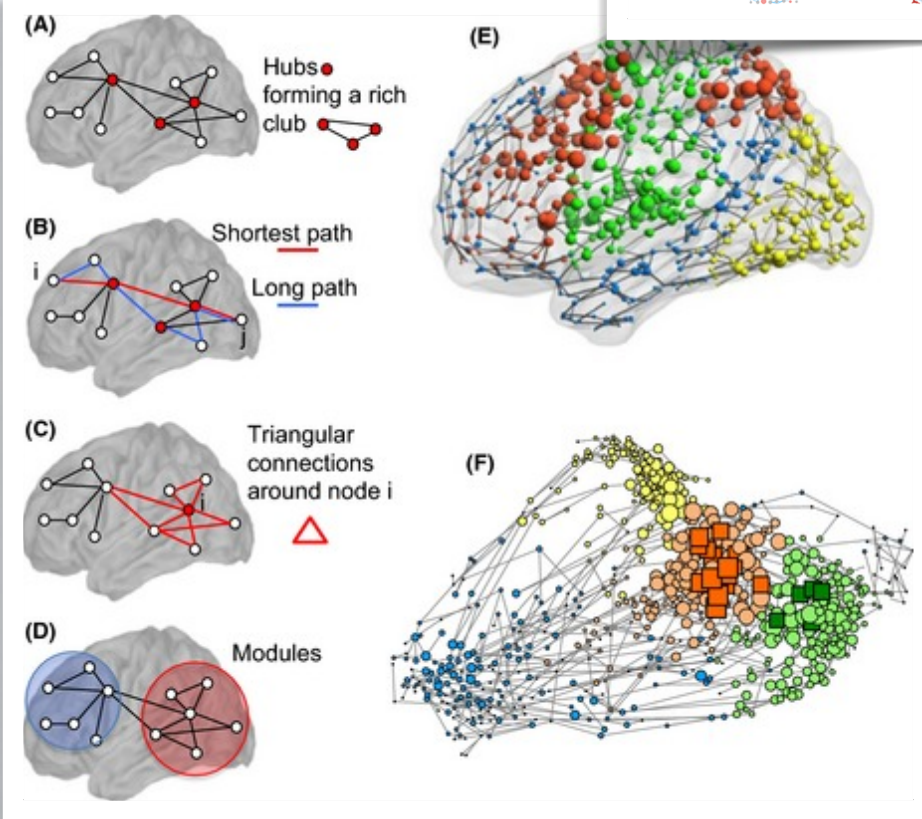 (A)
Hubs
forming a rich
club
(B)
Shortest path
i
Long path
j
(C)
Triangular
connections
around node i
i
(D)
Modules
(E)
(F)